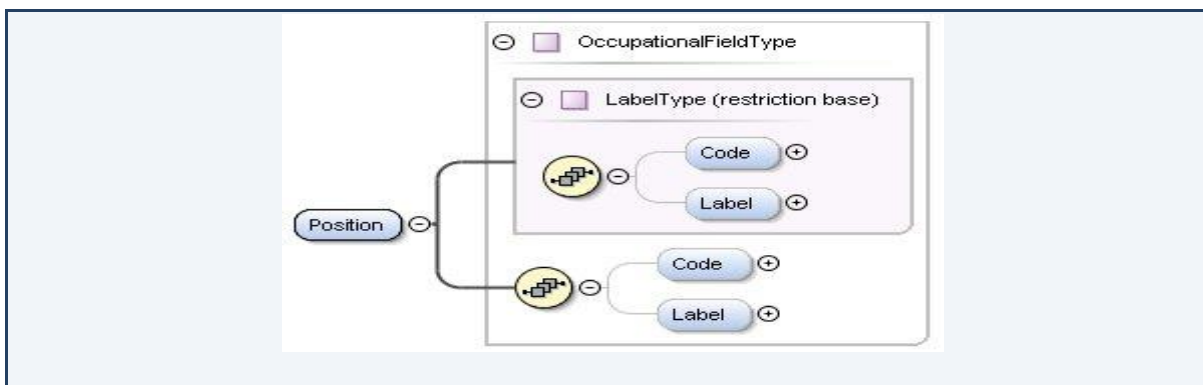 OccupationalFieldType
LabelType (restriction base)
Code
Label
Position
Code
Label